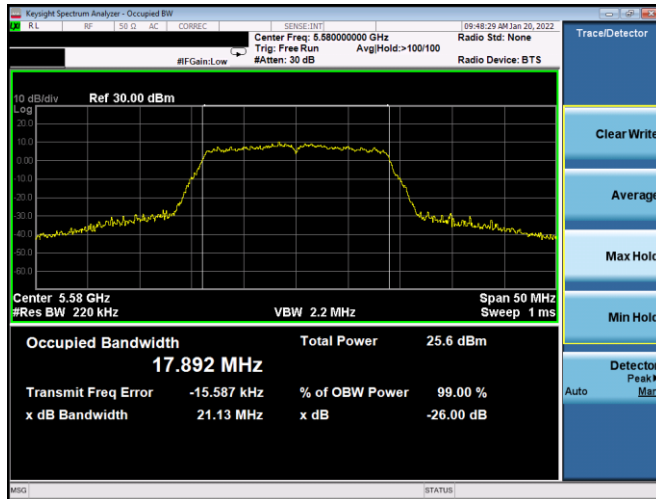 Keysight Spectrum Analyzer - Occupied BW
RL RF 50 Ω AC CORREC SENSE:INT 09:48:29 AM Jan 20, 2022
Center Freq: 5.580000000 GHz Radio Std: None
Trig: Free Run Avg|Hold:>100/100
#IFGain:Low #Atten: 30 dB Radio Device: BTS
Trace/Detector
10 dB/div Ref 30.00 dBm
Log
20.0
10.0
0.00
-10.0
-20.0
-30.0
-40.0
-50.0
-60.0
Center 5.58 GHz Span 50 MHz
#Res BW 220 kHz VBW 2.2 MHz Sweep 1 ms
Occupied Bandwidth Total Power 25.6 dBm
17.892 MHz
Transmit Freq Error -15.587 kHz % of OBW Power 99.00 %
x dB Bandwidth 21.13 MHz x dB -26.00 dB
Clear Write
Average
Max Hold
Min Hold
Detector
Peak
Auto Man
MSG STATUS